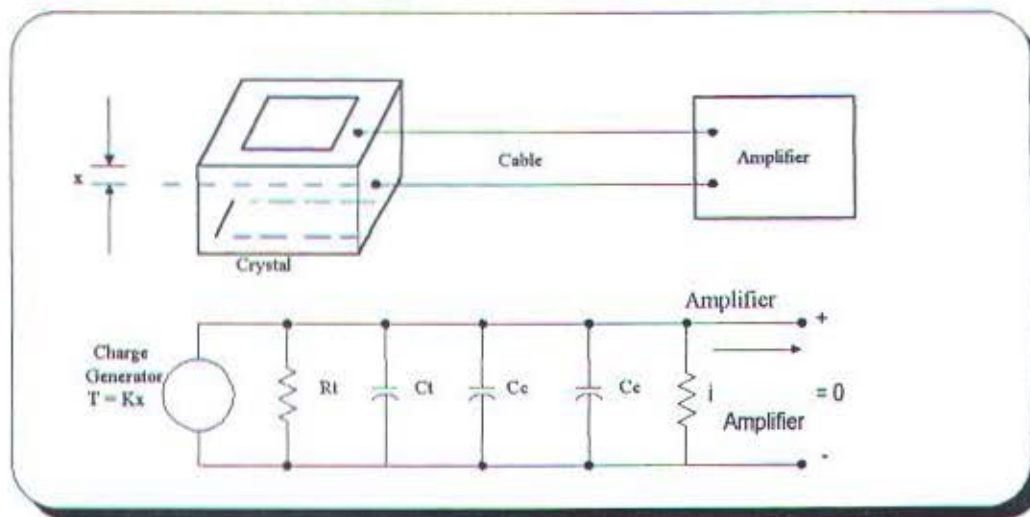 x
Cable
Amplifier
Crystal
Amplifier
+
Charge
Generator
T = Kx
Rt
Ct
Cc
Cc
i
= 0
Amplifier
-